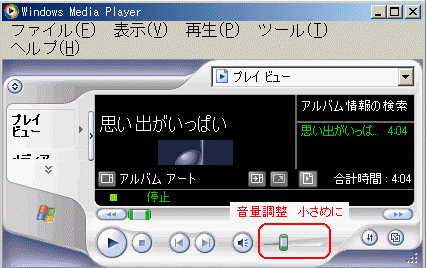 Windows Media Player
ファイル(F) 表示(V) 再生(P) ツール(T)
ヘルプ(H)
プレイ ビュー
プレイ
ビュー
思い出がいっぱい
アルバム情報の検索
思い出がいっぱ... 4:04
アルバム アート
合計時間：4:04
停止
音量調整 小さめに